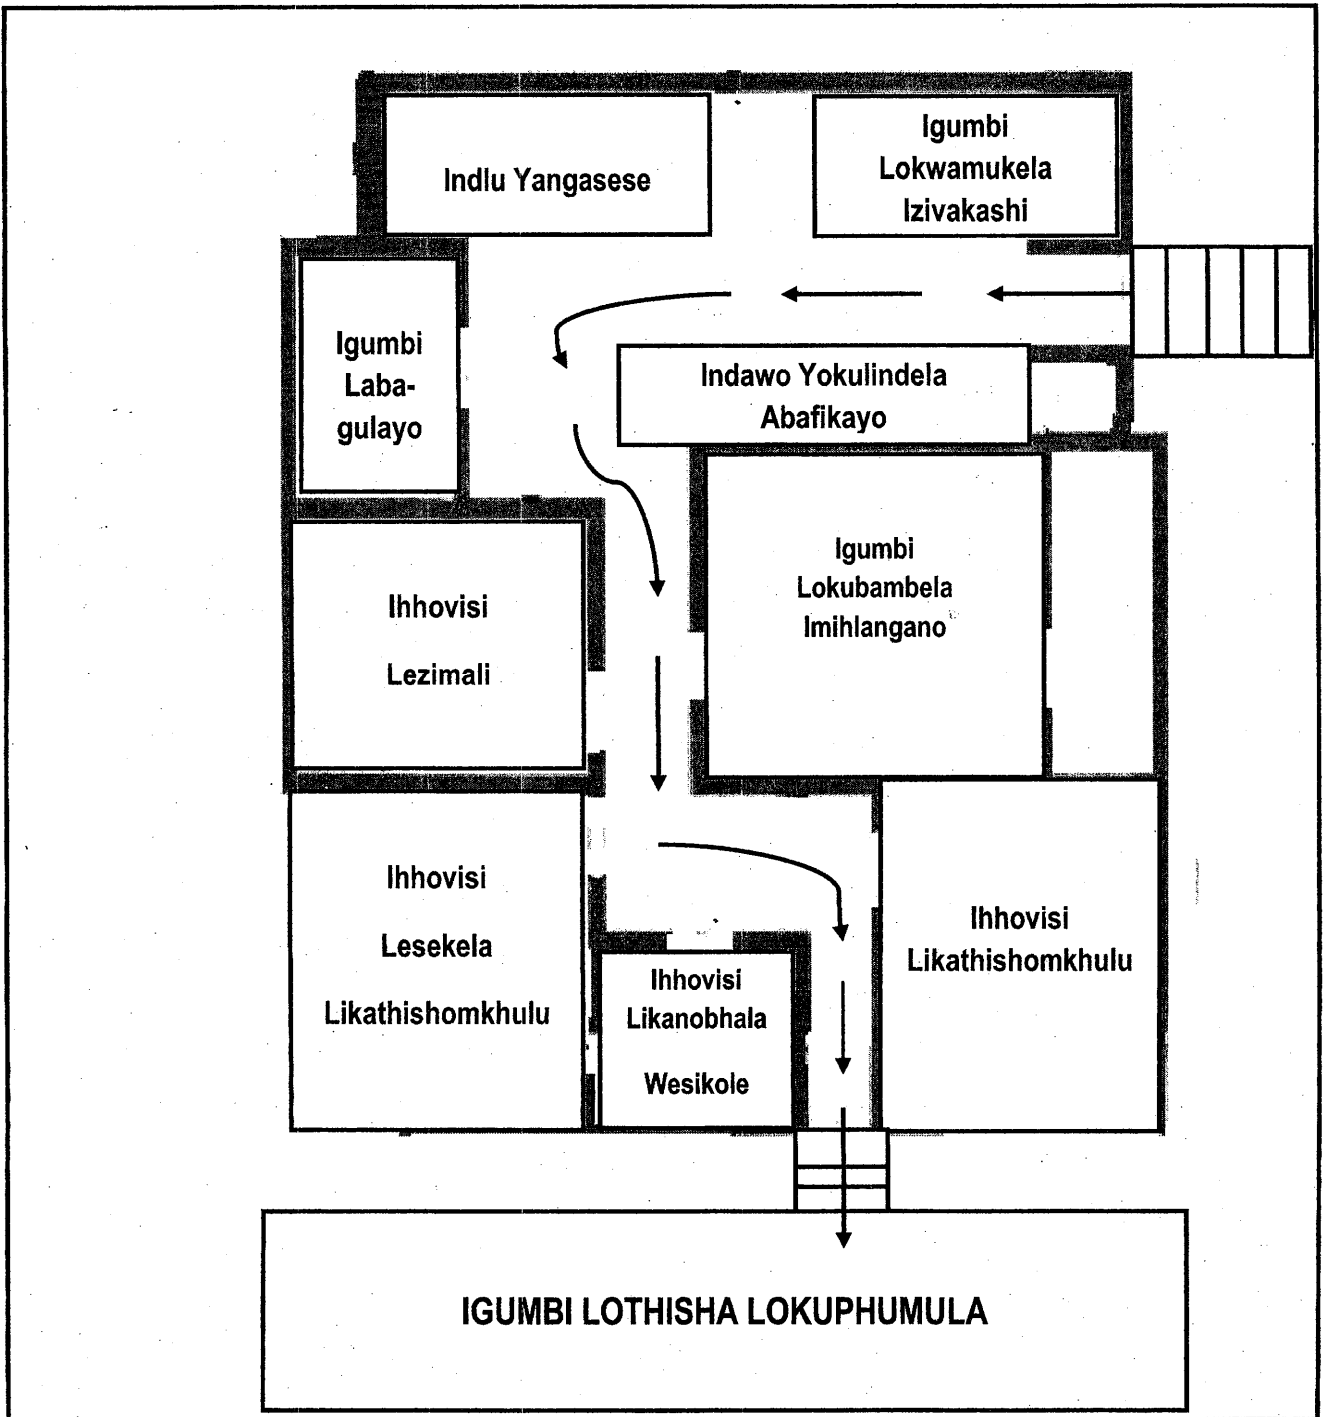 Indlu Yangasese
Igumbi
Lokwamukela
Izivakashi
Igumbi
Laba-
gulayo
Indawo Yokulindela
Abafikayo
Igumbi
Lokubambela
Imihlangano
Ihhovisi
Lezimali
Ihhovisi
Lesekela
Likathishomkhulu
Ihhovisi
Likanobhala
Wesikole
Ihhovisi
Likathishomkhulu
IGUMBI LOTHISHA LOKUPHUMULA